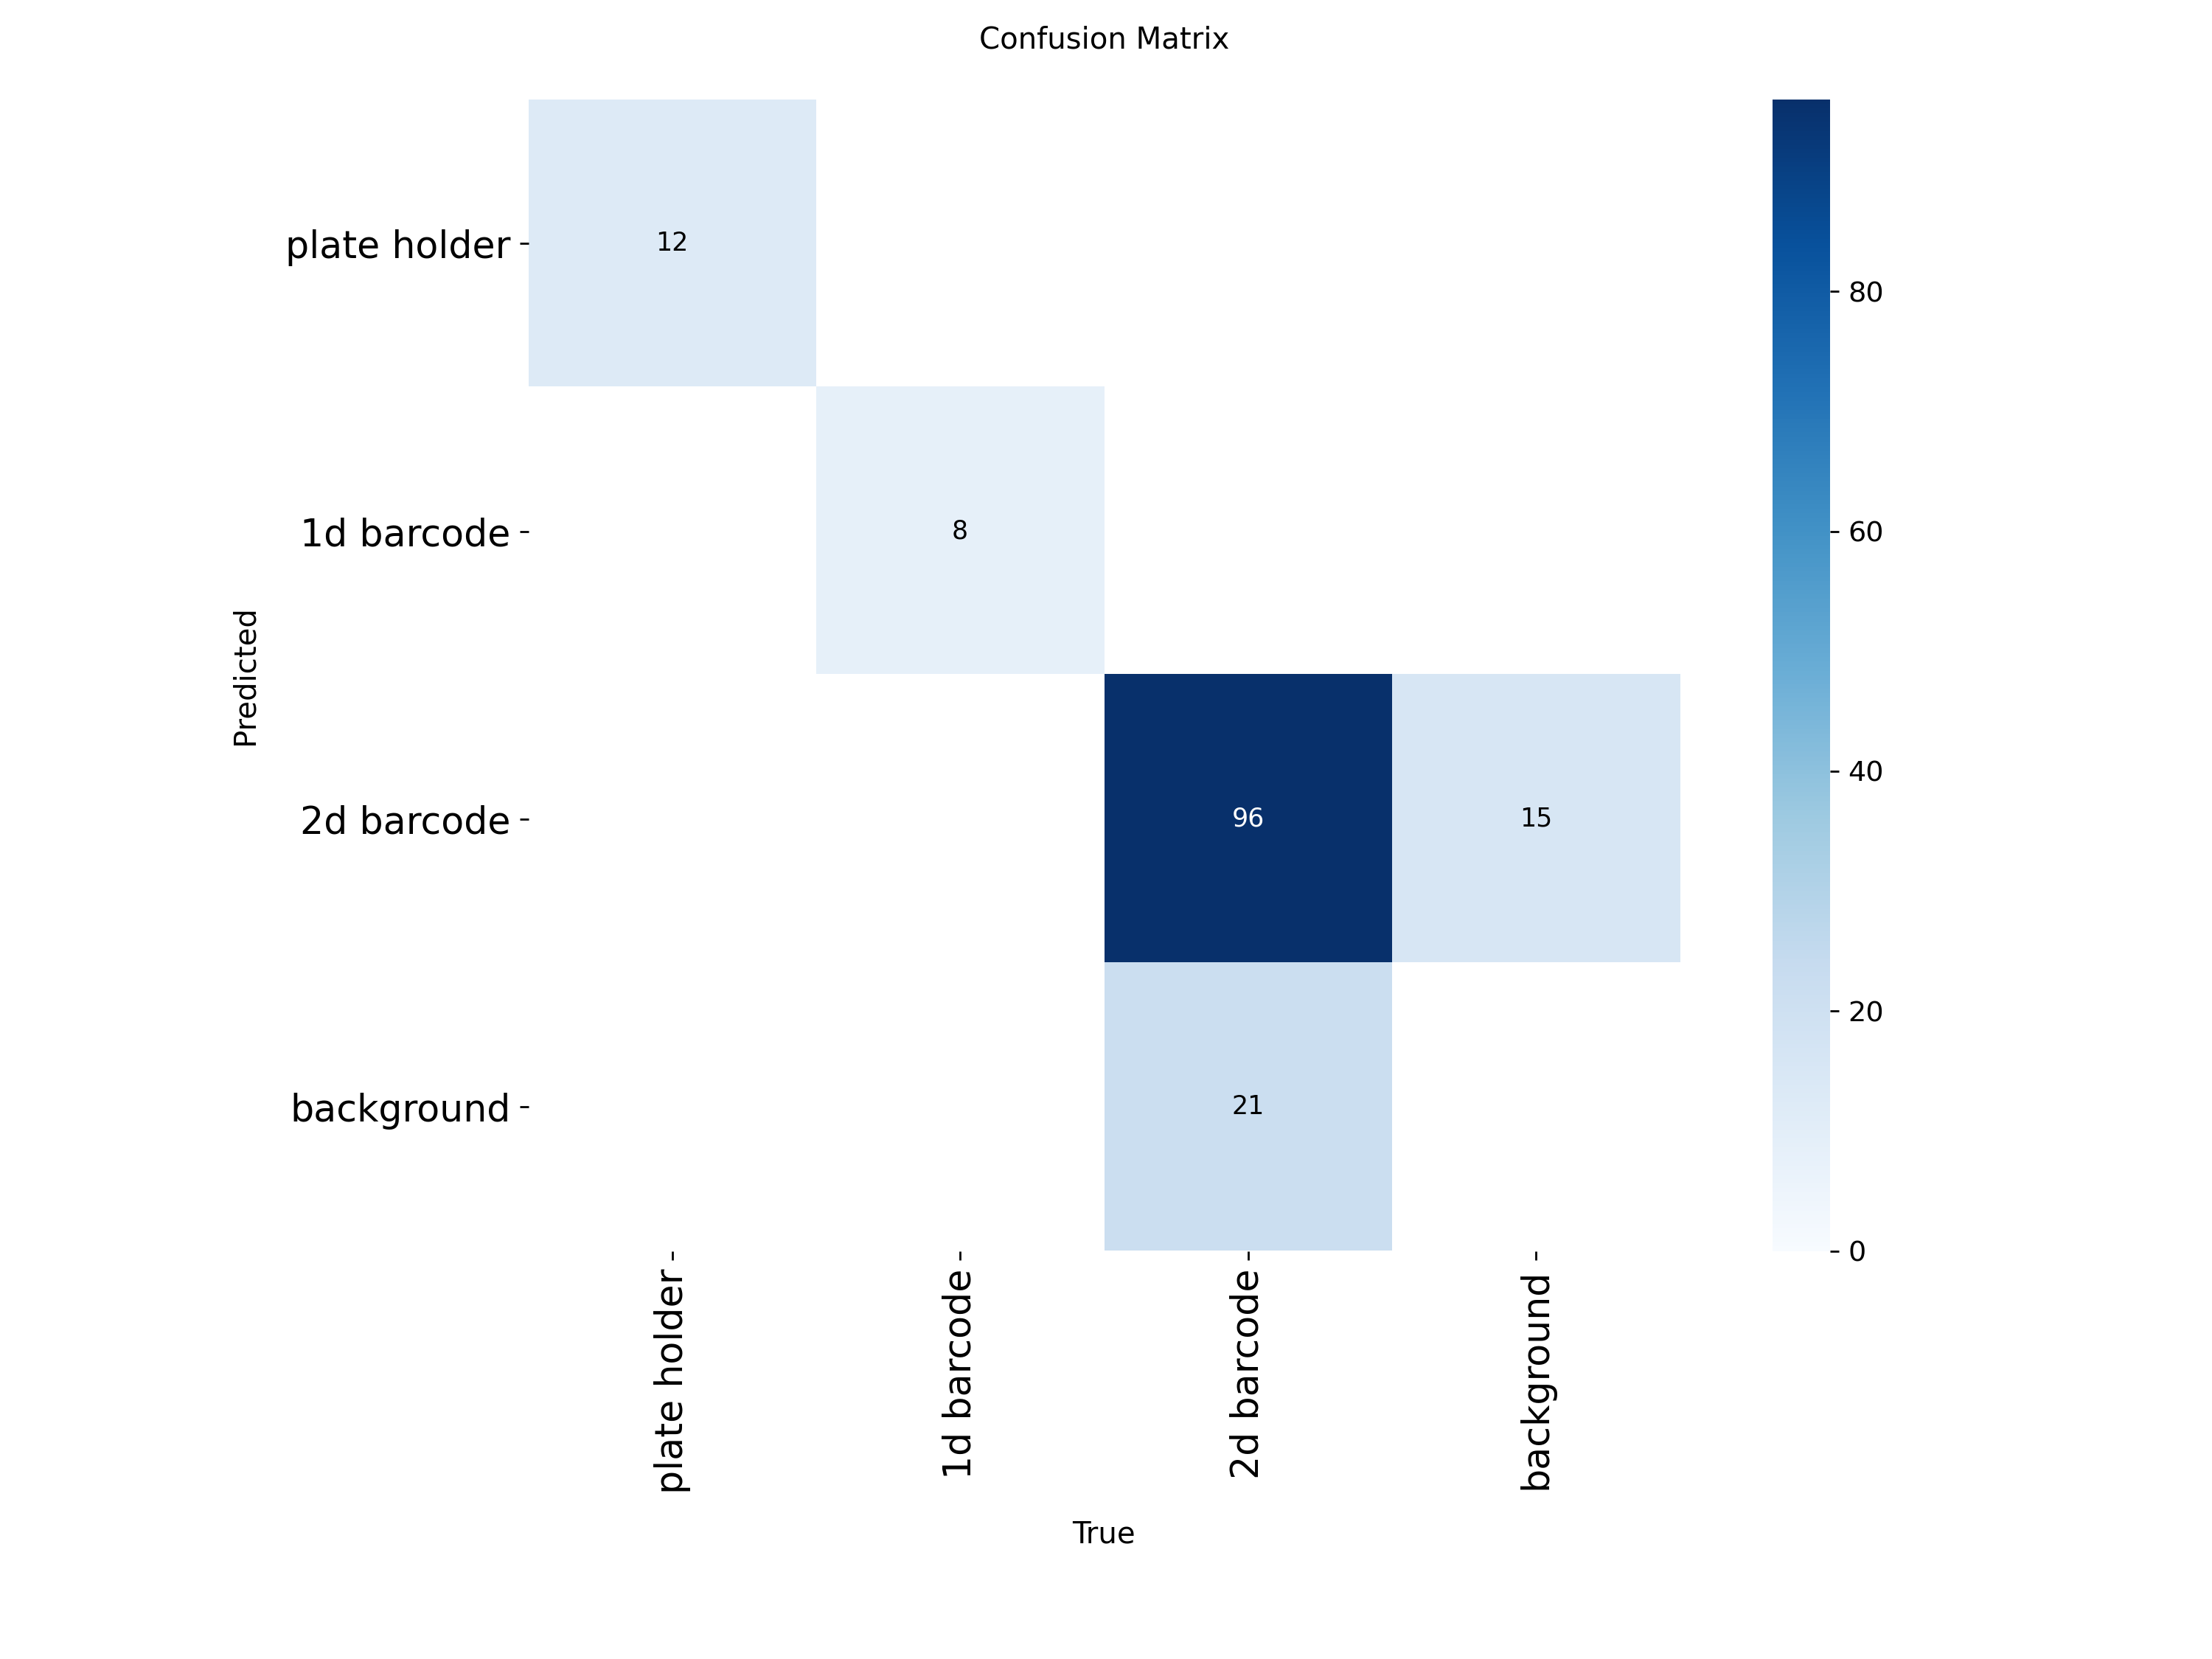 Confusion Matrix
plate holder
12
1d barcode
8
2d barcode
96
15
background
21
Predicted
plate holder
1d barcode
2d barcode
background
True
80
60
40
20
0